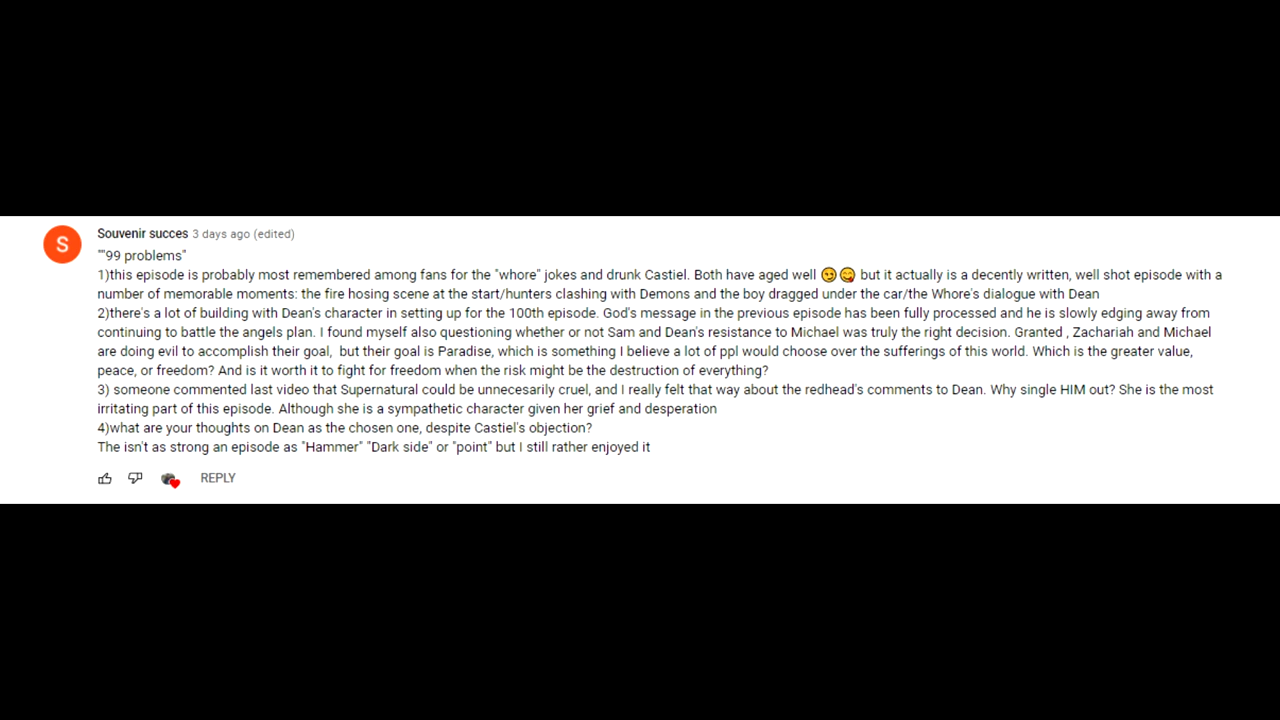 S
Souvenir succes 3 days ago (edited)
""99 problems"
1)this episode is probably most remembered among fans for the "whore" jokes and drunk Castiel. Both have aged well 😏😋 but it actually is a decently written, well shot episode with a
number of memorable moments: the fire hosing scene at the start/hunters clashing with Demons and the boy dragged under the car/the Whore's dialogue with Dean
2)there's a lot of building with Dean's character in setting up for the 100th episode. God's message in the previous episode has been fully processed and he is slowly edging away from
continuing to battle the angels plan. I found myself also questioning whether or not Sam and Dean's resistance to Michael was truly the right decision. Granted , Zachariah and Michael
are doing evil to accomplish their goal,  but their goal is Paradise, which is something I believe a lot of ppl would choose over the sufferings of this world. Which is the greater value,
peace, or freedom? And is it worth it to fight for freedom when the risk might be the destruction of everything?
3) someone commented last video that Supernatural could be unnecesarily cruel, and I really felt that way about the redhead's comments to Dean. Why single HIM out? She is the most
irritating part of this episode. Although she is a sympathetic character given her grief and desperation
4)what are your thoughts on Dean as the chosen one, despite Castiel's objection?
The isn't as strong an episode as "Hammer" "Dark side" or "point" but I still rather enjoyed it
REPLY